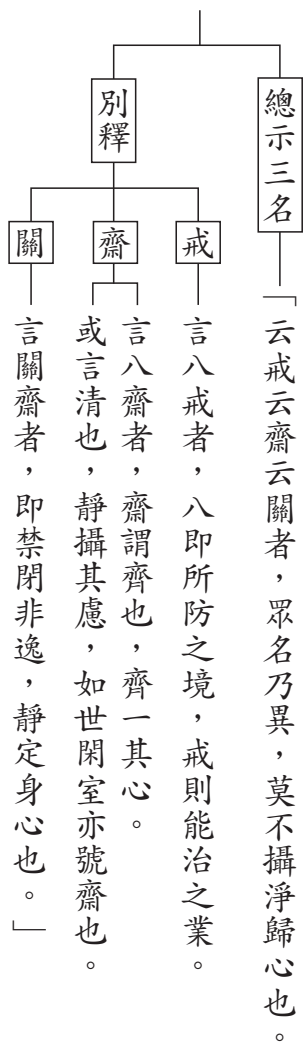 總示三名
「云戒云齋云關者，眾名乃異，莫不攝淨歸心也。
別釋
戒
言八戒者，八即所防之境，戒則能治之業。
齋
言八齋者，齋謂齊也，齊一其心。
或言清也，靜攝其慮，如世閑室亦號齋也。
關
言關齋者，即禁閉非逸，靜定身心也。」